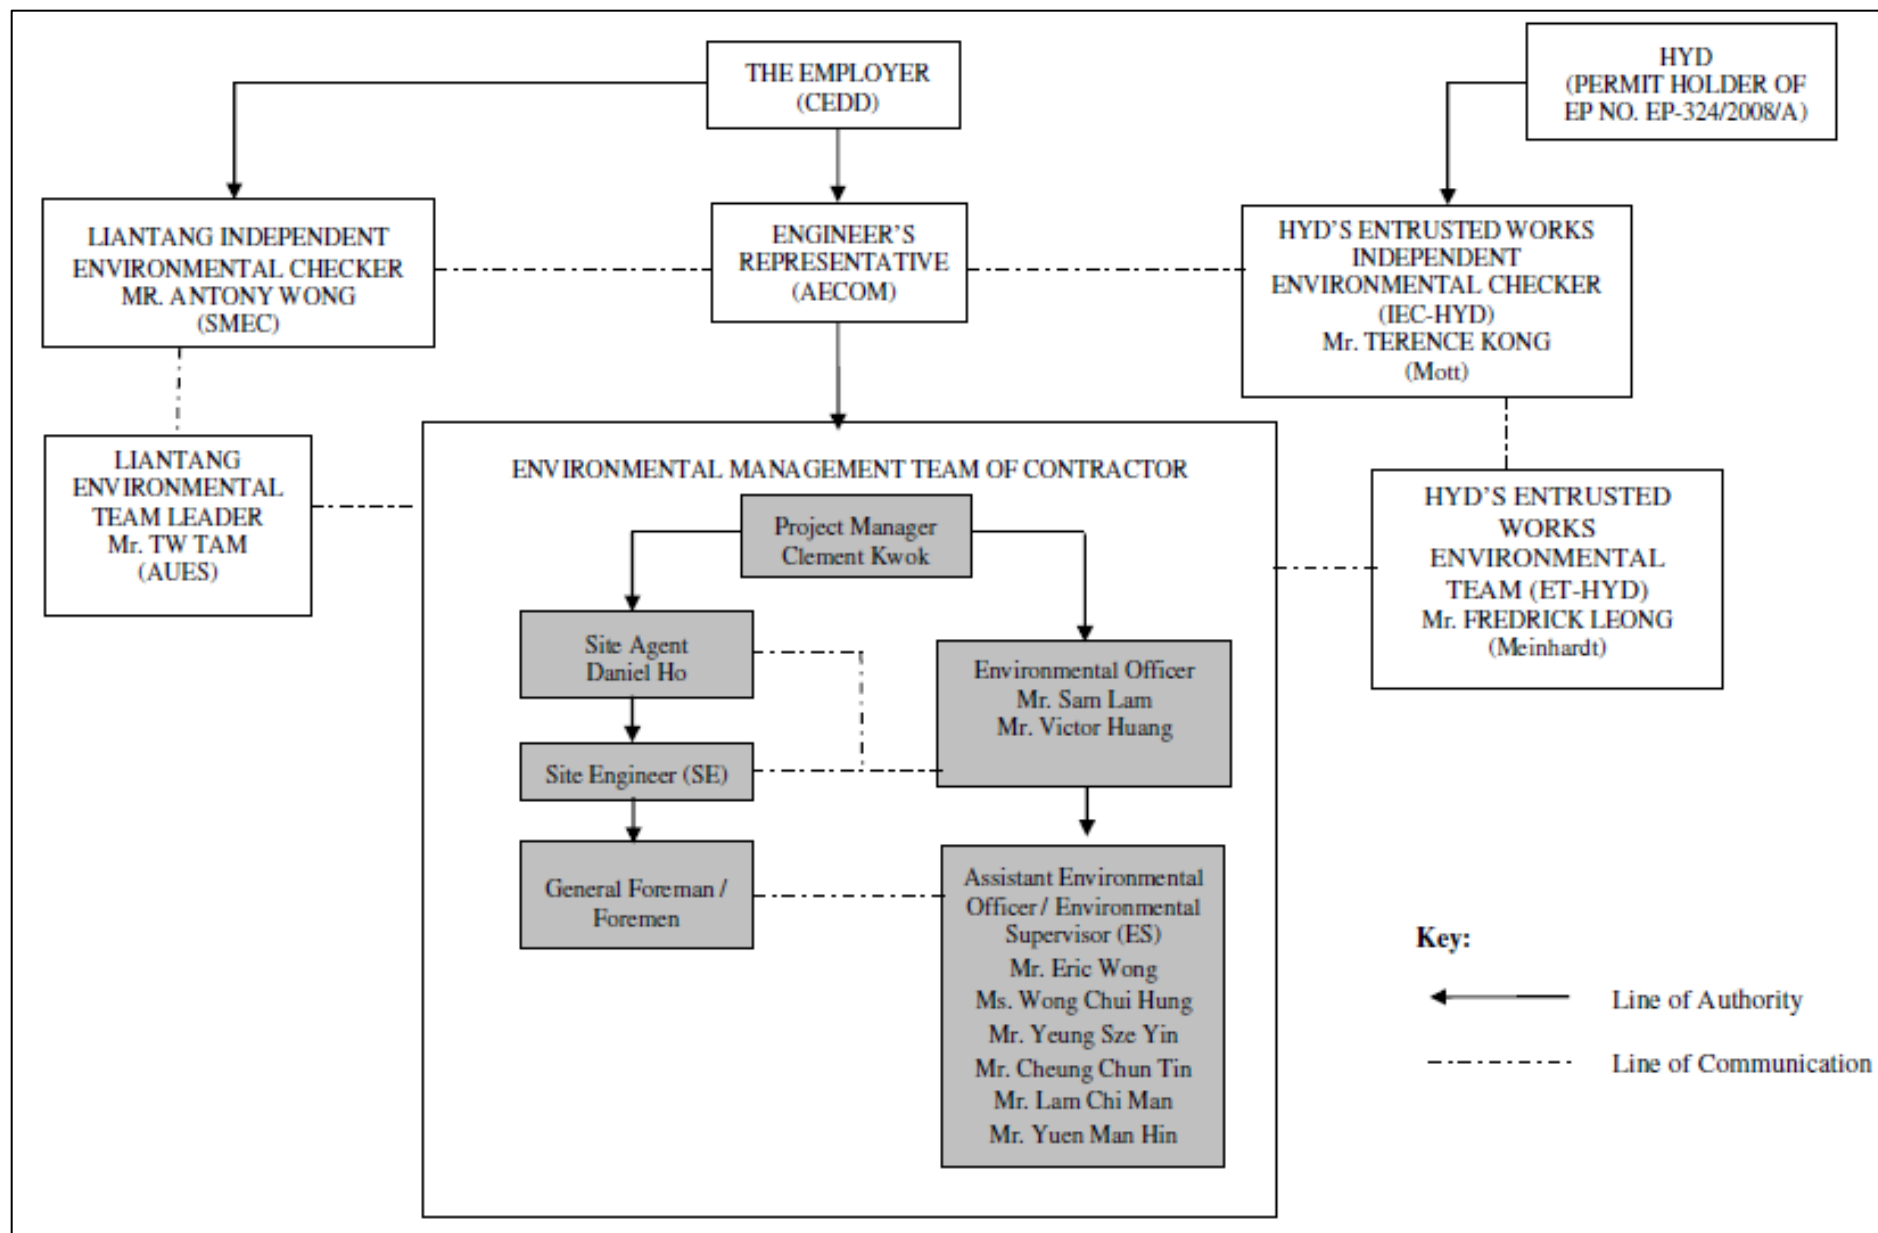 THE EMPLOYER
(CEDD)
HYD
(PERMIT HOLDER OF
EP NO. EP-324/2008/A)
LIANTANG INDEPENDENT
ENVIRONMENTAL CHECKER
MR. ANTONY WONG
(SMEC)
ENGINEER'S
REPRESENTATIVE
(AECOM)
HYD'S ENTRUSTED WORKS
INDEPENDENT
ENVIRONMENTAL CHECKER
(IEC-HYD)
Mr. TERENCE KONG
(Mott)
LIANTANG
ENVIRONMENTAL
TEAM LEADER
Mr. TW TAM
(AUES)
ENVIRONMENTAL MANAGEMENT TEAM OF CONTRACTOR
Project Manager
Clement Kwok
HYD'S ENTRUSTED
WORKS
ENVIRONMENTAL
TEAM (ET-HYD)
Mr. FREDRICK LEONG
(Meinhardt)
Site Agent
Daniel Ho
Environmental Officer
Mr. Sam Lam
Mr. Victor Huang
Site Engineer (SE)
General Foreman /
Foremen
Assistant Environmental
Officer / Environmental
Supervisor (ES)
Mr. Eric Wong
Ms. Wong Chui Hung
Mr. Yeung Sze Yin
Mr. Cheung Chun Tin
Mr. Lam Chi Man
Mr. Yuen Man Hin
Key:
Line of Authority
Line of Communication